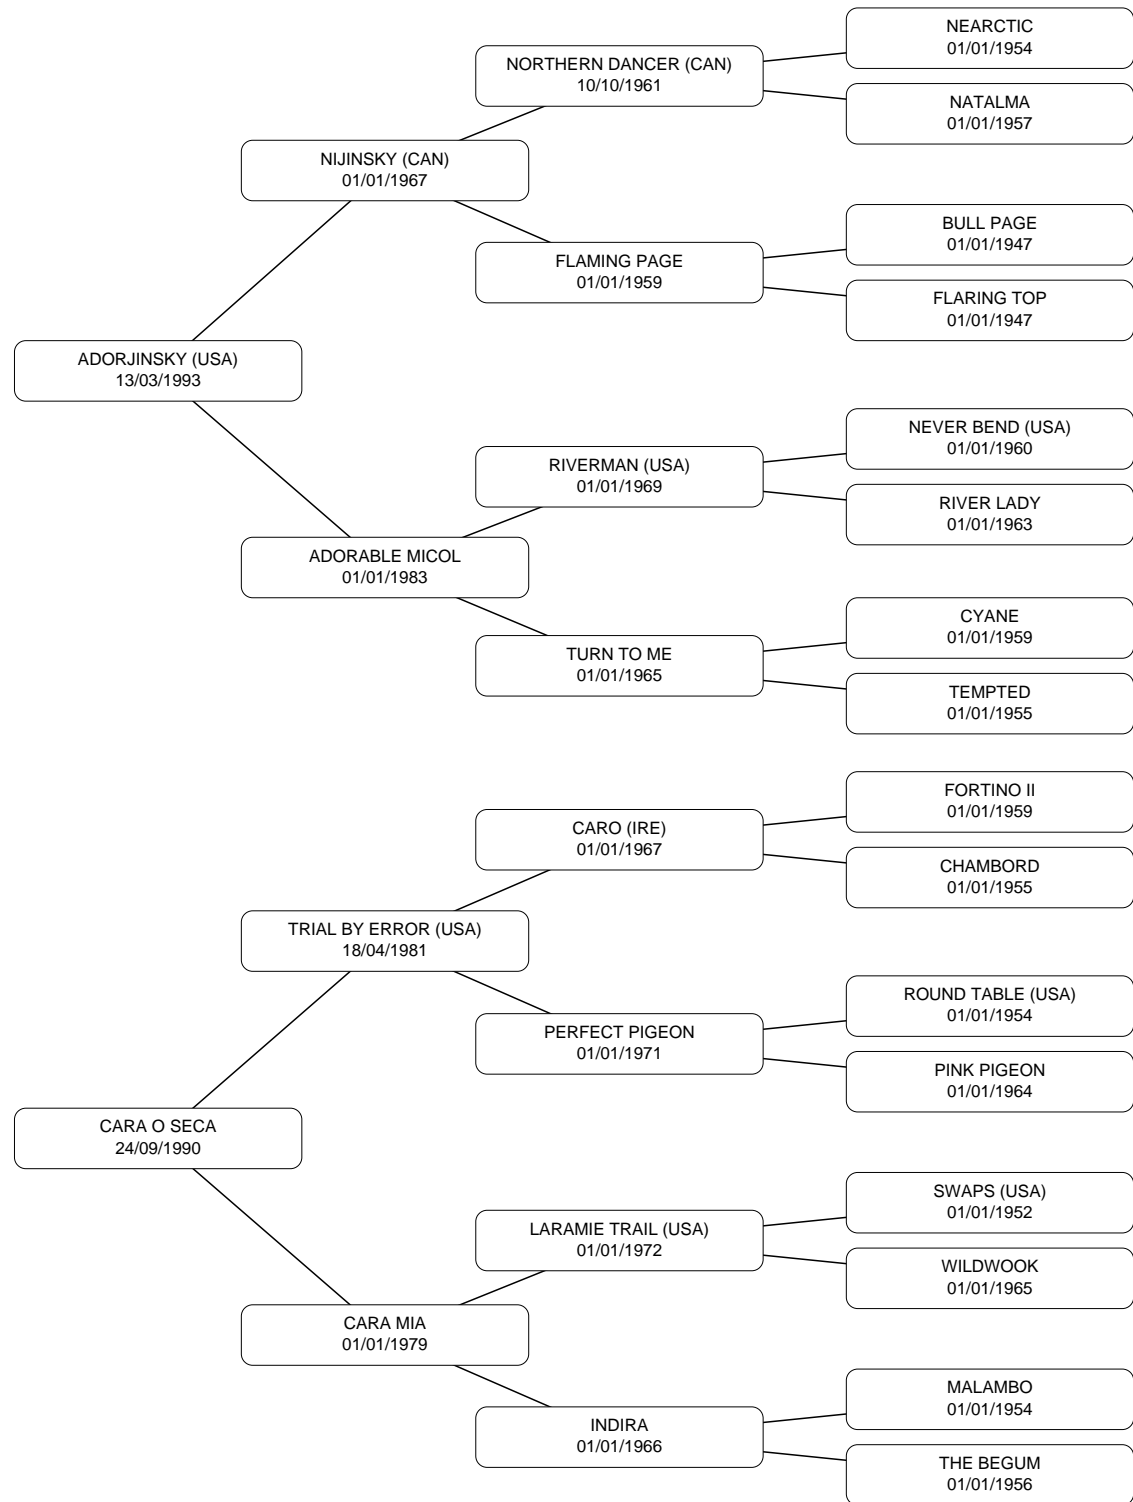 NEARCTIC
01/01/1954
NORTHERN DANCER (CAN)
10/10/1961
NATALMA
01/01/1957
NIJINSKY (CAN)
01/01/1967
BULL PAGE
01/01/1947
FLAMING PAGE
01/01/1959
FLARING TOP
01/01/1947
ADORJINSKY (USA)
13/03/1993
NEVER BEND (USA)
01/01/1960
RIVERMAN (USA)
01/01/1969
RIVER LADY
01/01/1963
ADORABLE MICOL
01/01/1983
CYANE
01/01/1959
TURN TO ME
01/01/1965
TEMPTED
01/01/1955
FORTINO II
01/01/1959
CARO (IRE)
01/01/1967
CHAMBORD
01/01/1955
TRIAL BY ERROR (USA)
18/04/1981
ROUND TABLE (USA)
01/01/1954
PERFECT PIGEON
01/01/1971
PINK PIGEON
01/01/1964
CARA O SECA
24/09/1990
SWAPS (USA)
01/01/1952
LARAMIE TRAIL (USA)
01/01/1972
WILDWOOK
01/01/1965
CARA MIA
01/01/1979
MALAMBO
01/01/1954
INDIRA
01/01/1966
THE BEGUM
01/01/1956